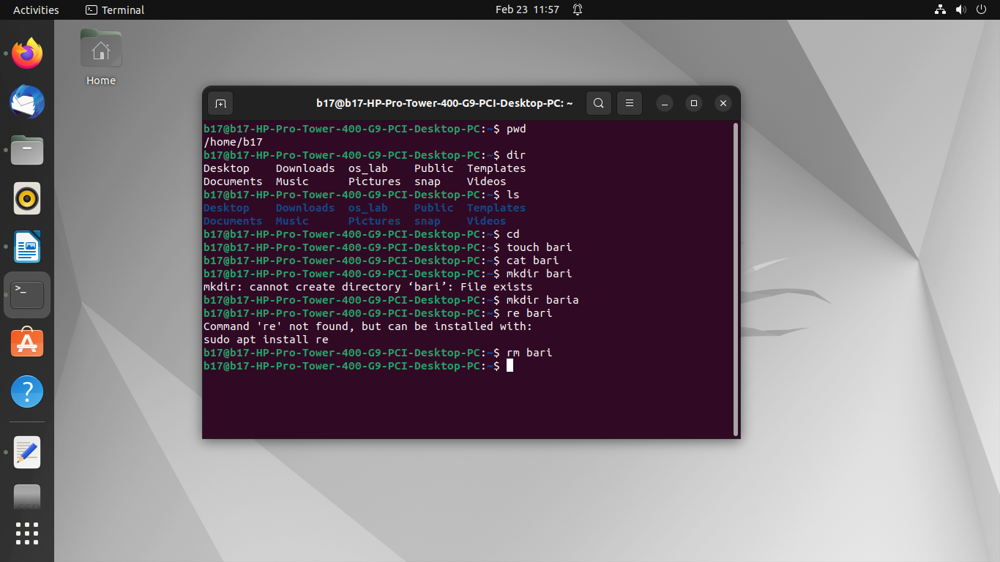 Activities
Terminal
Feb 23 11:57
Home
b17@b17-HP-Pro-Tower-400-G9-PCI-Desktop-PC: ~
b17@b17-HP-Pro-Tower-400-G9-PCI-Desktop-PC:~$ pwd
/home/b17
b17@b17-HP-Pro-Tower-400-G9-PCI-Desktop-PC:~$ dir
Desktop    Downloads  os_lab    Public  Templates
Documents  Music      Pictures  snap    Videos
b17@b17-HP-Pro-Tower-400-G9-PCI-Desktop-PC:~$ ls
Desktop    Downloads  os_lab    Public  Templates
Documents  Music      Pictures  snap    Videos
b17@b17-HP-Pro-Tower-400-G9-PCI-Desktop-PC:~$ cd
b17@b17-HP-Pro-Tower-400-G9-PCI-Desktop-PC:~$ touch bari
b17@b17-HP-Pro-Tower-400-G9-PCI-Desktop-PC:~$ cat bari
b17@b17-HP-Pro-Tower-400-G9-PCI-Desktop-PC:~$ mkdir bari
mkdir: cannot create directory ‘bari’: File exists
b17@b17-HP-Pro-Tower-400-G9-PCI-Desktop-PC:~$ mkdir baria
b17@b17-HP-Pro-Tower-400-G9-PCI-Desktop-PC:~$ re bari
Command 're' not found, but can be installed with:
sudo apt install re
b17@b17-HP-Pro-Tower-400-G9-PCI-Desktop-PC:~$ rm bari
b17@b17-HP-Pro-Tower-400-G9-PCI-Desktop-PC:~$